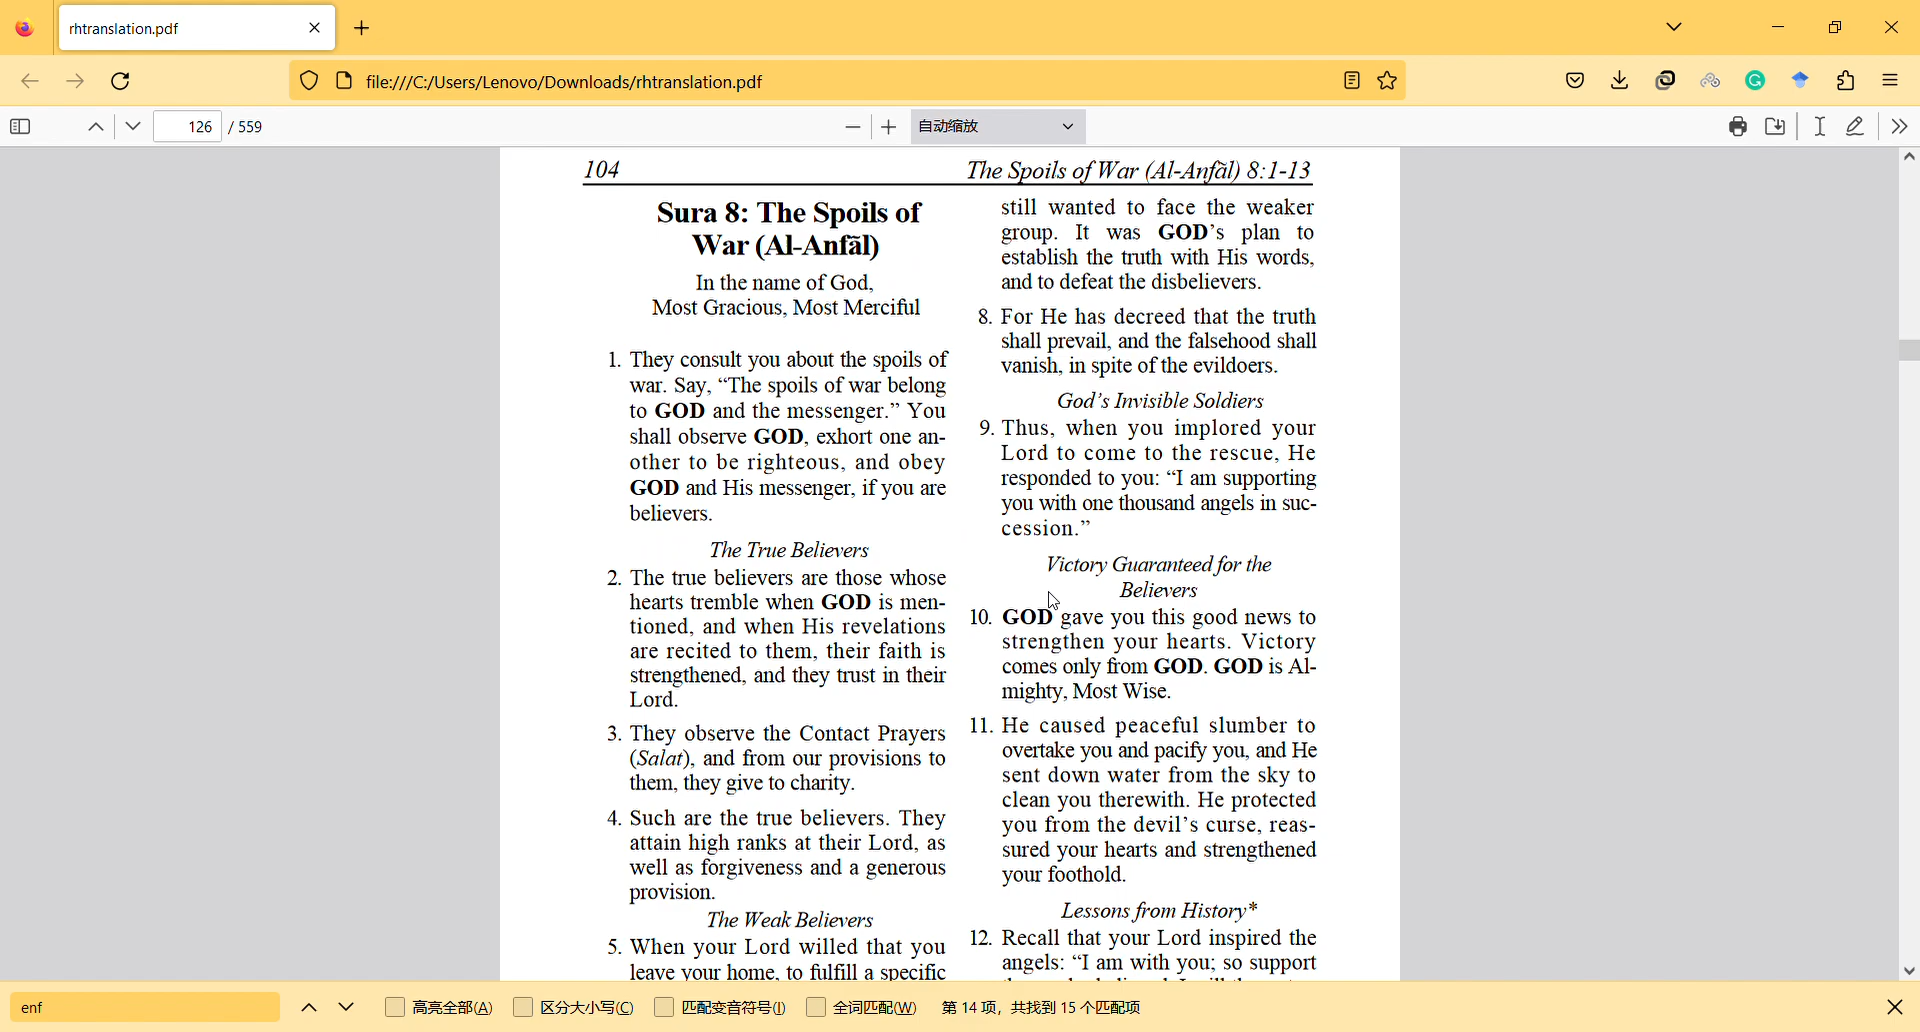 rhtranslation.pdf
file:///C:/Users/Lenovo/Downloads/rhtranslation.pdf
126 / 559
自动缩放
104
The Spoils of War (Al-Anfãl) 8:1-13
Sura 8: The Spoils of
War (Al-Anfãl)
In the name of God,
Most Gracious, Most Merciful
1. They consult you about the spoils of
war. Say, “The spoils of war belong
to GOD and the messenger.” You
shall observe GOD, exhort one an-
other to be righteous, and obey
GOD and His messenger, if you are
believers.
The True Believers
2. The true believers are those whose
hearts tremble when GOD is men-
tioned, and when His revelations
are recited to them, their faith is
strengthened, and they trust in their
Lord.
3. They observe the Contact Prayers
(Salat), and from our provisions to
them, they give to charity.
4. Such are the true believers. They
attain high ranks at their Lord, as
well as forgiveness and a generous
provision.
The Weak Believers
5. When your Lord willed that you
leave your home, to fulfill a specific
still wanted to face the weaker
group. It was GOD’s plan to
establish the truth with His words,
and to defeat the disbelievers.
8. For He has decreed that the truth
shall prevail, and the falsehood shall
vanish, in spite of the evildoers.
God’s Invisible Soldiers
9. Thus, when you implored your
Lord to come to the rescue, He
responded to you: “I am supporting
you with one thousand angels in suc-
cession.”
Victory Guaranteed for the
Believers
10. GOD gave you this good news to
strengthen your hearts. Victory
comes only from GOD. GOD is Al-
mighty, Most Wise.
11. He caused peaceful slumber to
overtake you and pacify you, and He
sent down water from the sky to
clean you therewith. He protected
you from the devil’s curse, reas-
sured your hearts and strengthened
your foothold.
Lessons from History*
12. Recall that your Lord inspired the
angels: “I am with you; so support
enf
高亮全部(A)
区分大小写(C)
匹配变音符号(I)
全词匹配(W)
第 14 项，共找到 15 个匹配项